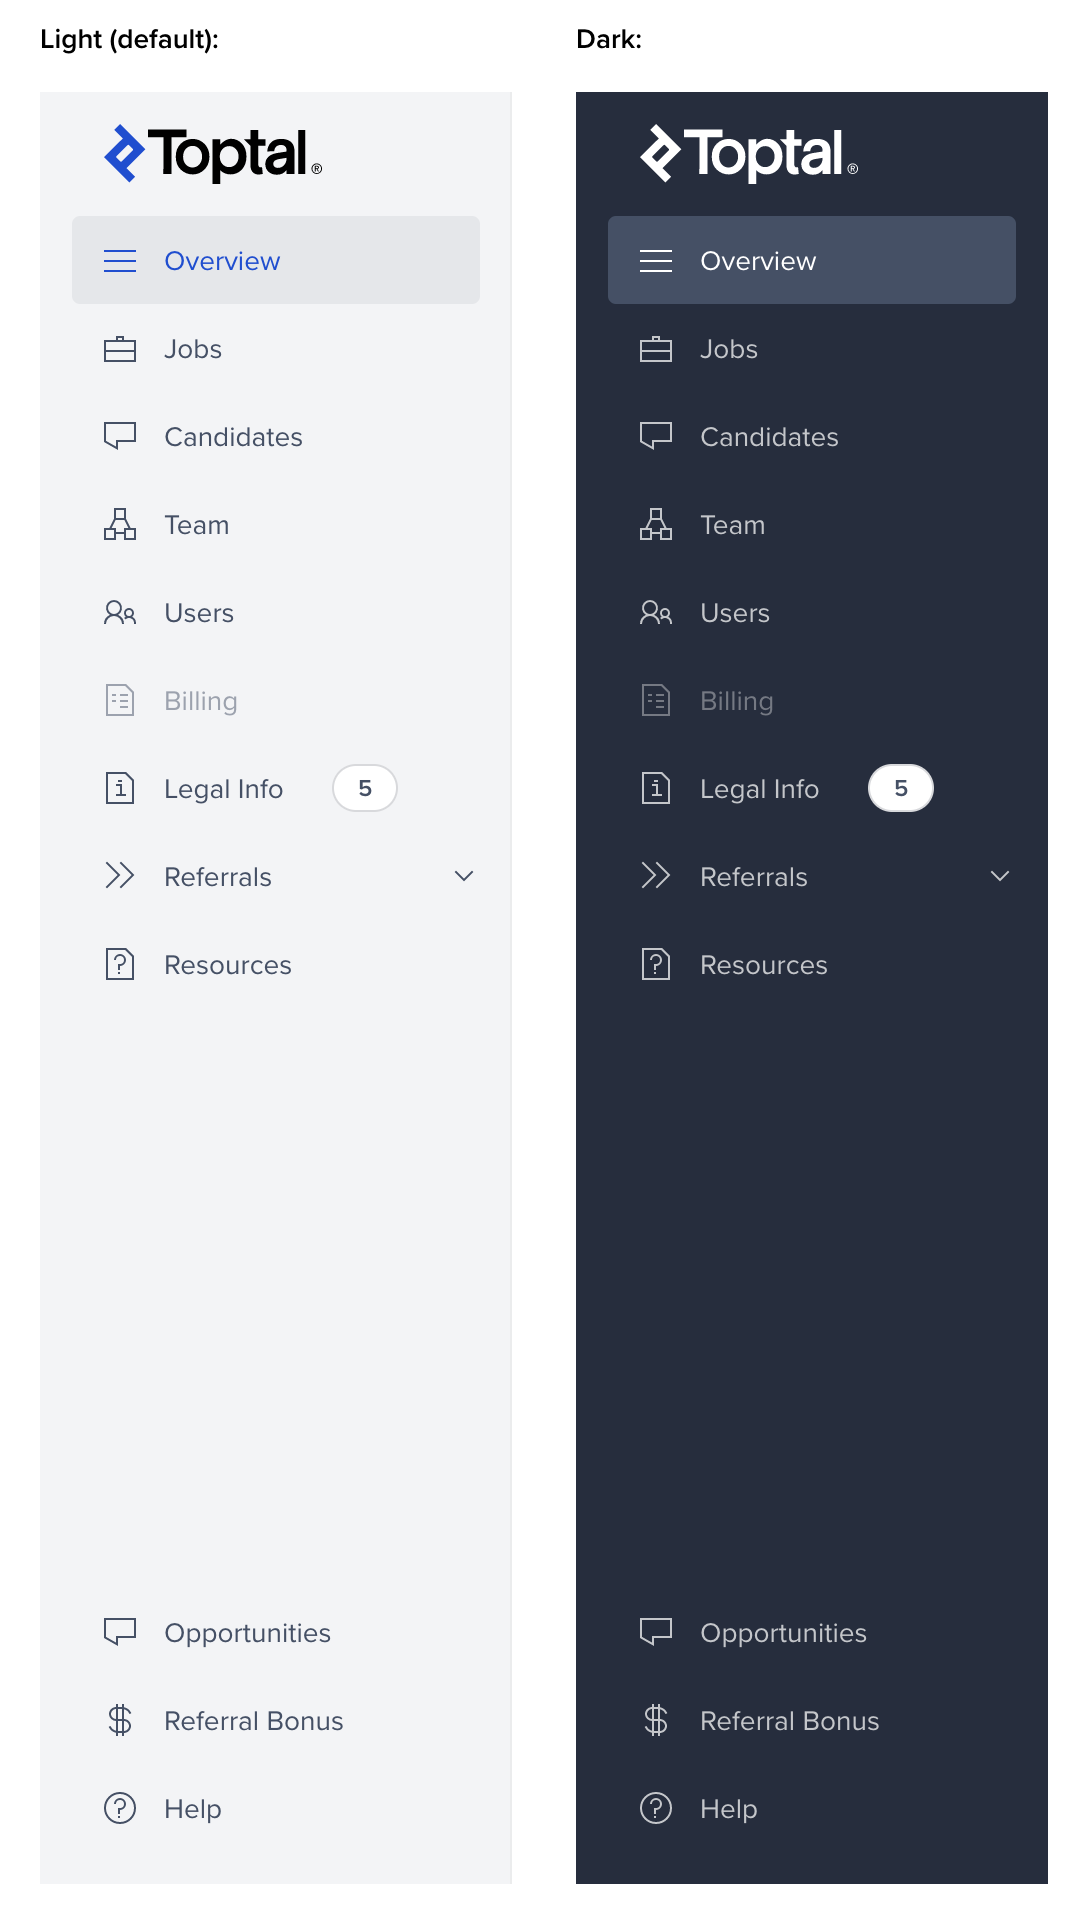 Light (default):
Toptal®
Overview
Jobs
Candidates
Team
Users
Billing
Legal Info 5
Referrals
Resources
Opportunities
Referral Bonus
Help
Dark:
Toptal®
Overview
Jobs
Candidates
Team
Users
Billing
Legal Info 5
Referrals
Resources
Opportunities
Referral Bonus
Help